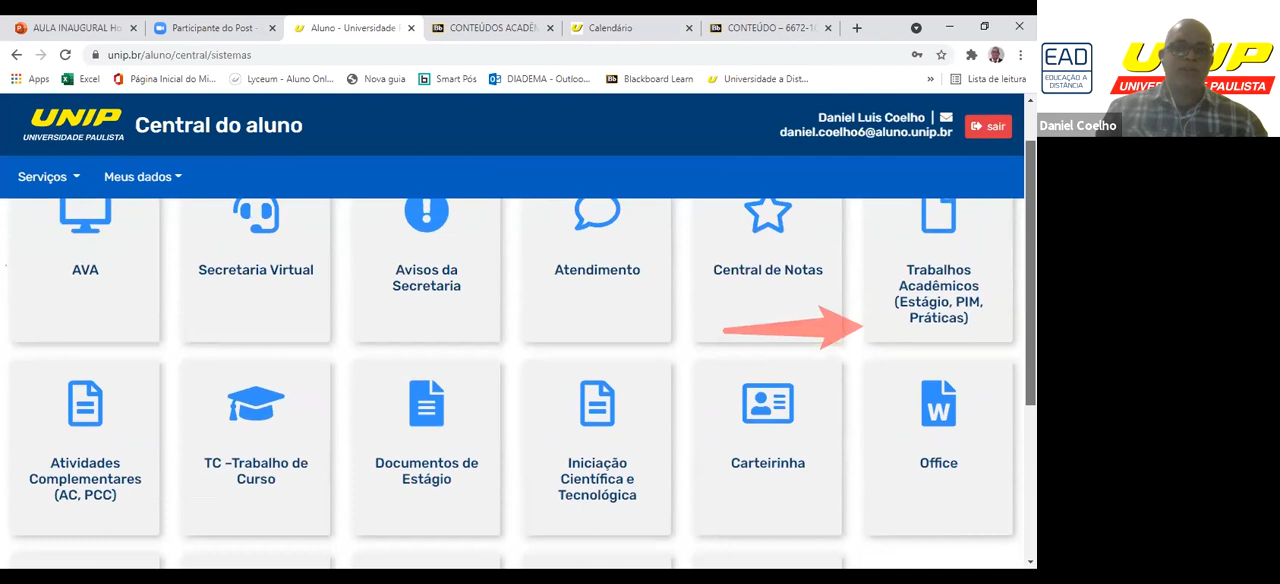 AULA INAUGRAL Ho
Participante do Post -
Aluno - Universidade
CONTEÚDOS ACADÊ
Calendário
CONTEÚDO – 6672-1
unip.br/aluno/central/sistemas
Apps
Excel
Página Inicial do Mi...
Lyceum - Aluno Onl...
Nova guia
Smart Pós
DIADEMA - Outloo...
Blackboard Learn
Universidade a Dist...
»
Lista de leitura
UNIP
UNIVERSIDADE PAULISTA
Central do aluno
Daniel Luis Coelho |
daniel.coelho6@aluno.unip.br
sair
Serviços
Meus dados
AVA
Secretaria Virtual
Avisos da
Secretaria
Atendimento
Central de Notas
Trabalhos
Acadêmicos
(Estágio, PIM,
Práticas)
Atividades
Complementares
(AC, PCC)
TC –Trabalho de
Curso
Documentos de
Estágio
Iniciação
Científica e
Tecnológica
Carteirinha
W
Office
EAD
EDUCAÇÃO A
DISTÂNCIA
UNIP
PAULISTA
Daniel Coelho